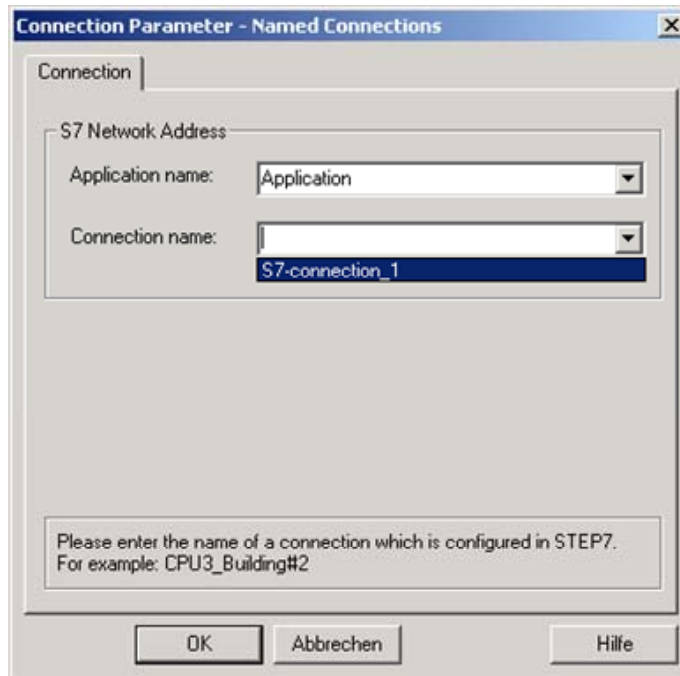 Connection Parameter - Named Connections
Connection
S7 Network Address
Application name: Application
Connection name:
S7-connection_1
Please enter the name of a connection which is configured in STEP7.
For example: CPU3_Building#2
OK Abbrechen Hilfe